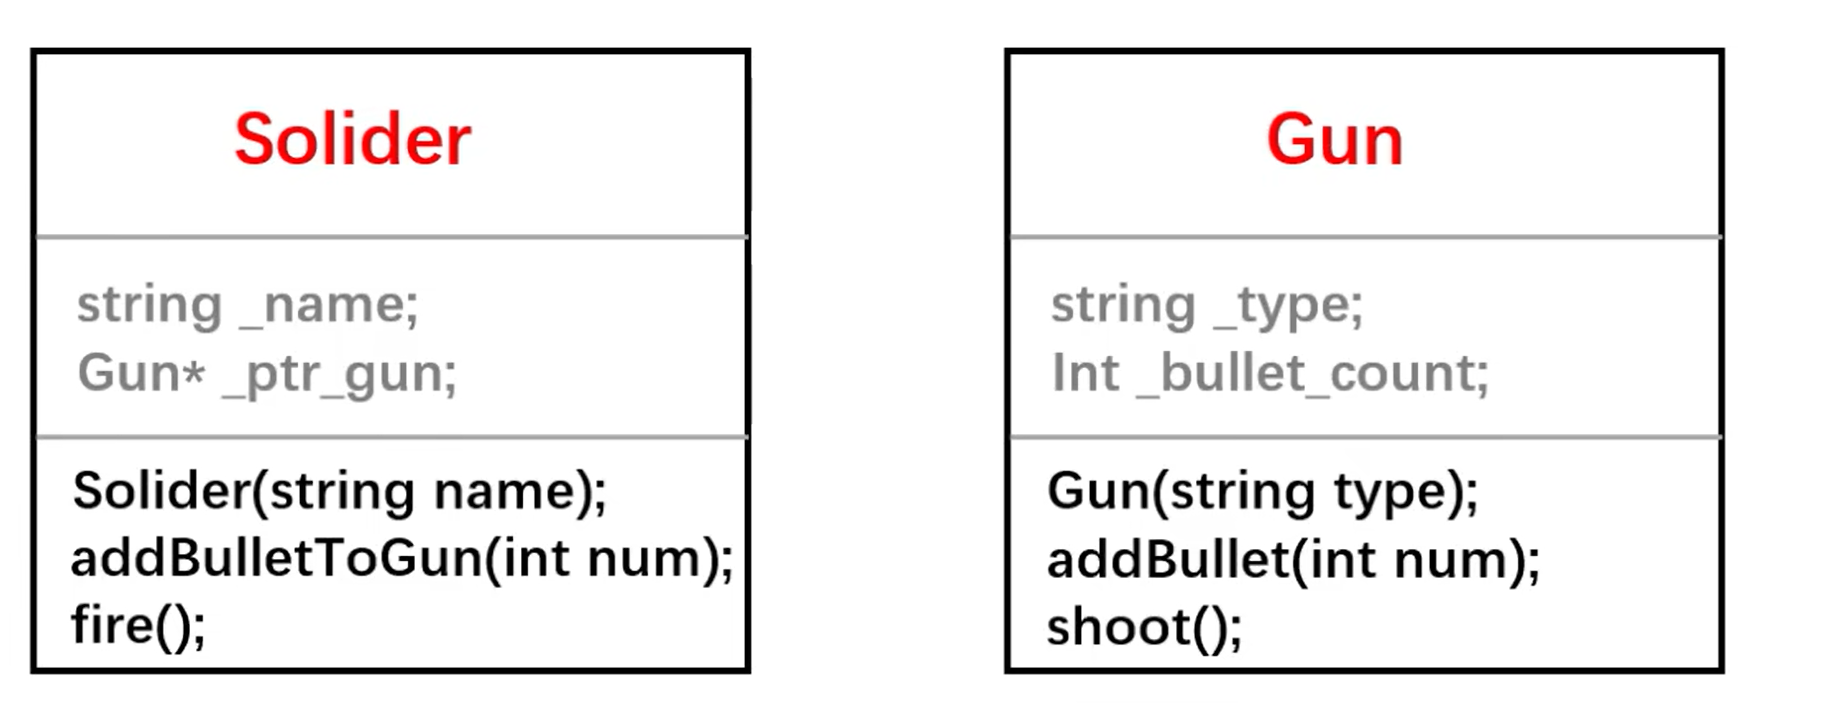 Solider
string _name;
Gun* _ptr_gun;
Solider(string name);
addBulletToGun(int num);
fire();
Gun
string _type;
Int _bullet_count;
Gun(string type);
addBullet(int num);
shoot();